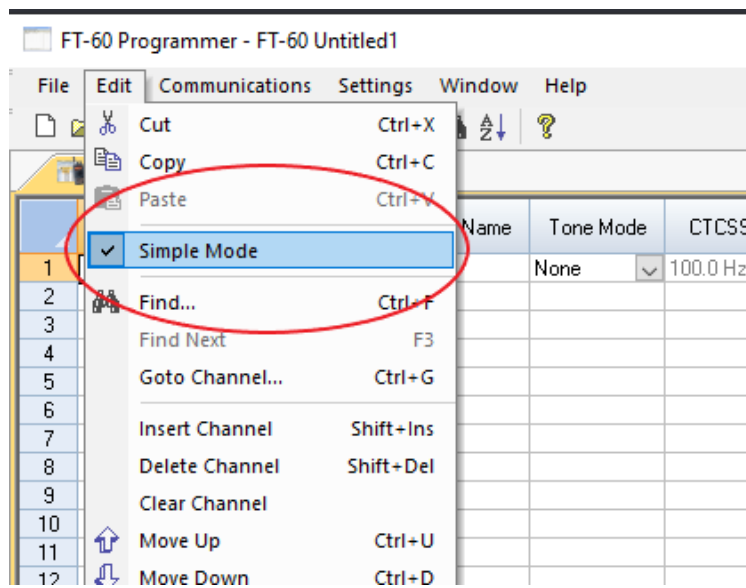 FT-60 Programmer - FT-60 Untitled1
File Edit Communications Settings Window Help
Cut Ctrl+X
Copy Ctrl+C
Paste Ctrl+V
Name Tone Mode CTCSS
Simple Mode
1 None 100.0 Hz
2
Find... Ctrl+F
3
Find Next F3
4
5 Goto Channel... Ctrl+G
6
7 Insert Channel Shift+Ins
8 Delete Channel Shift+Del
9 Clear Channel
10
11 Move Up Ctrl+U
12 Move Down Ctrl+D